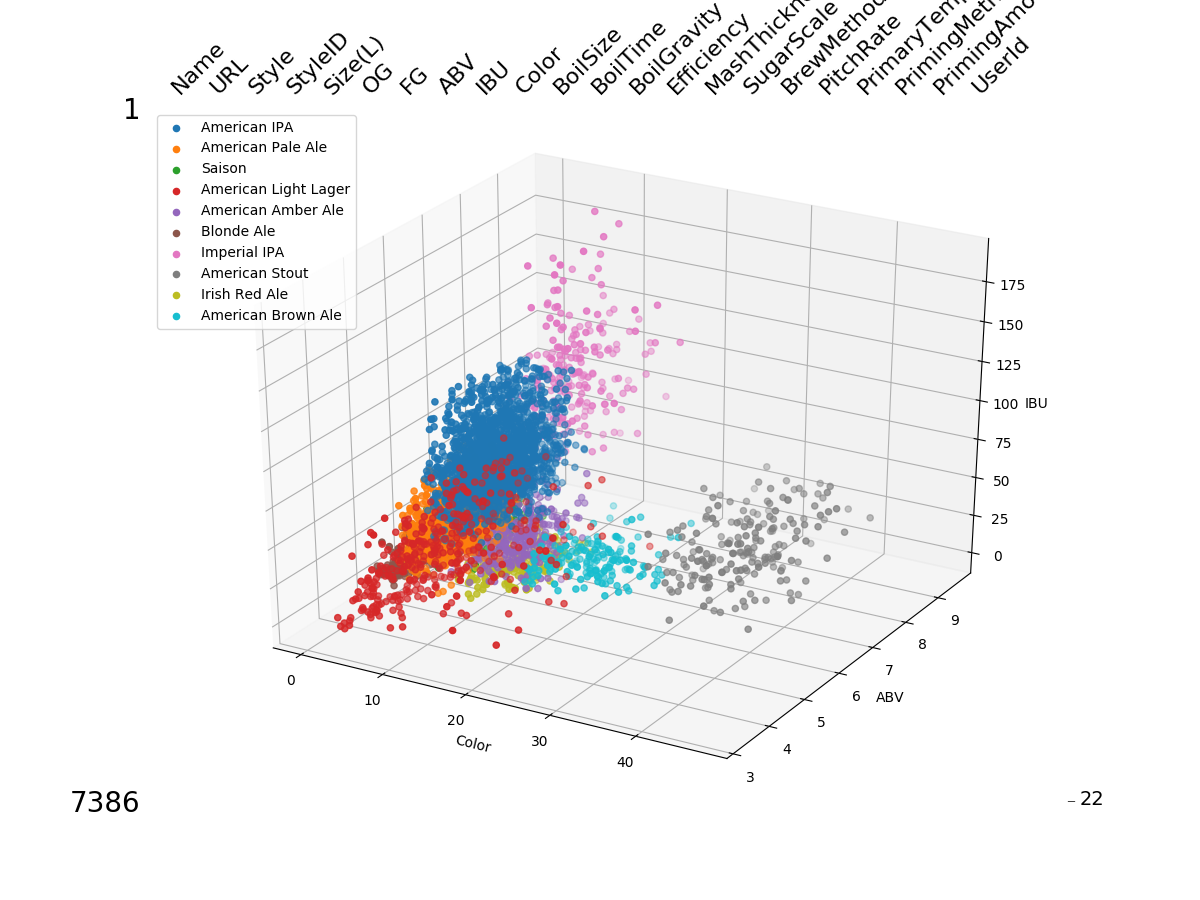 Name URL Style StyleID Size(L) OG FG ABV IBU Color BoilSize BoilTime BoilGravity Efficiency SugarScale PitchRate UserId
1
American IPA
American Pale Ale
Saison
American Light Lager
American Amber Ale
Blonde Ale
Imperial IPA
American Stout
Irish Red Ale
American Brown Ale
175
150
125
100 IBU
75
50
25
0
0
10
20
30
40
Color
9
8
7
6
5
4
3
ABV
7386
22